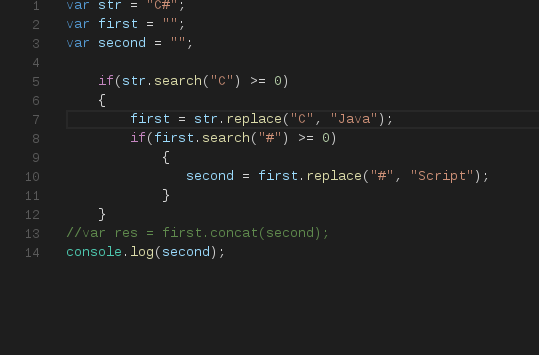 1 var str = "C#";
2 var first = "";
3 var second = "";
4
5 if(str.search("C") >= 0)
6 {
7 first = str.replace("C", "Java");
8 if(first.search("#") >= 0)
9 {
10 second = first.replace("#", "Script");
11 }
12 }
13 //var res = first.concat(second);
14 console.log(second);